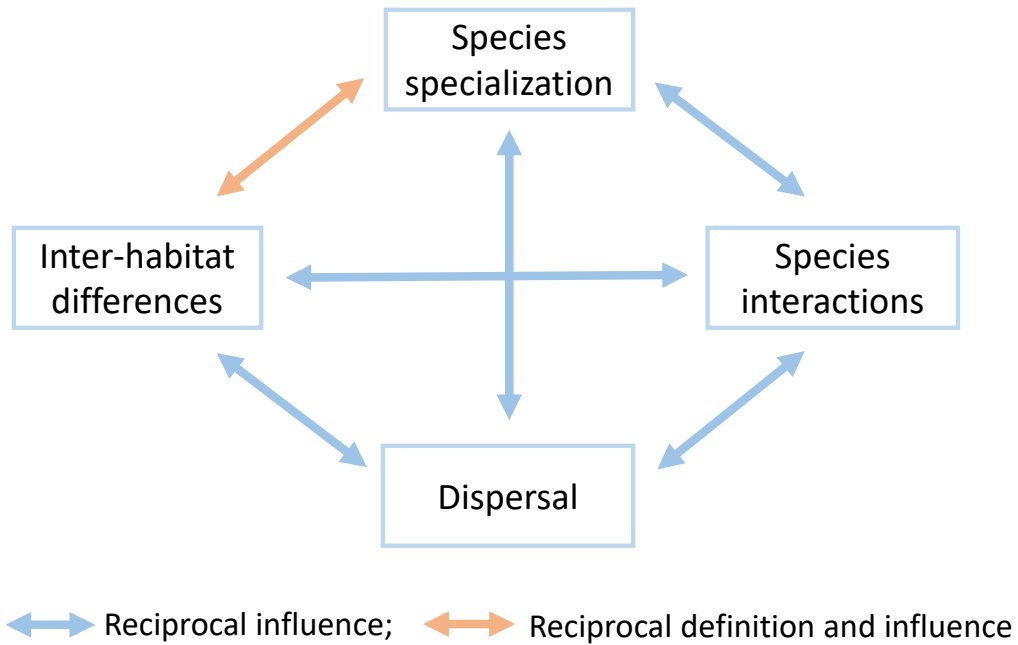 Species
specialization
Inter-habitat
differences
Species
interactions
Dispersal
Reciprocal influence;
Reciprocal definition and influence